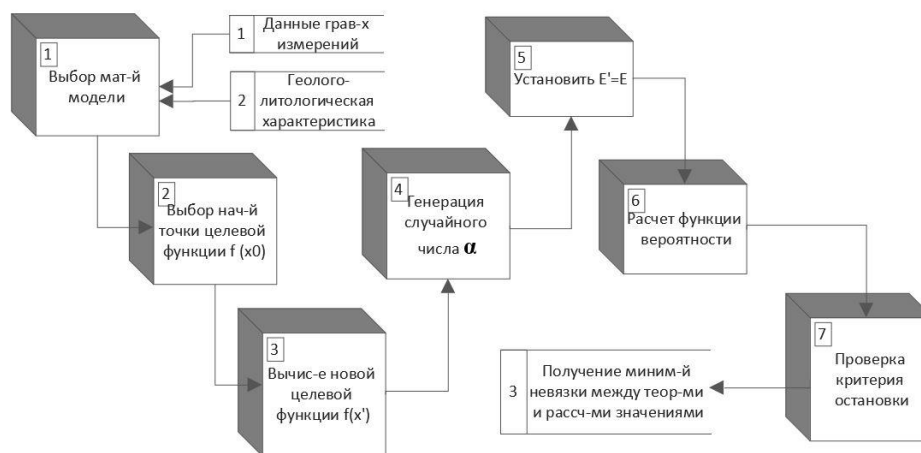 1
Выбор мат-й
модели
1
Данные грав-х
измерений
2
Геолого-
литологическая
характеристика
2
Выбор нач-й
точки целевой
функции f (x0)
3
Вычис-е новой
целевой
функции f(x')
4
Генерация
случайного
числа α
5
Установить E'=E
6
Расчет функции
вероятности
7
Проверка
критерия
остановки
3
Получение миним-й
невязки между теор-ми
и рассч-ми значениями